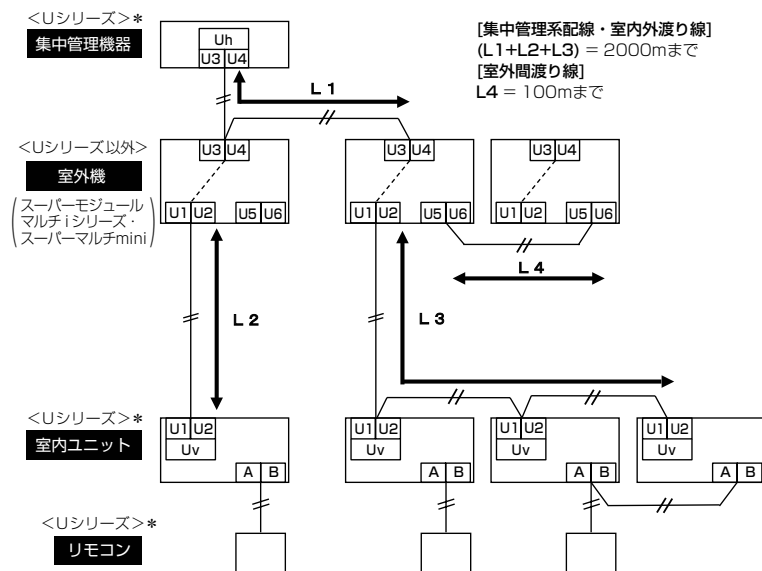 <Uシリーズ>*
集中管理機器
Uh
U3 U4
[集中管理系配線・室内外渡り線]
(L1+L2+L3) = 2000mまで
[室外間渡り線]
L4 = 100mまで
L 1
<Uシリーズ以外>
室外機
(スーパーモジュール
マルチiシリーズ・
スーパーマルチmini)
U3 U4
U1 U2
U5 U6
U3 U4
U1 U2
U5 U6
U3 U4
U1 U2
U5 U6
L 4
L 2
L 3
<Uシリーズ>*
室内ユニット
U1 U2
Uv
A B
U1 U2
Uv
A B
U1 U2
Uv
A B
U1 U2
Uv
A B
<Uシリーズ>*
リモコン